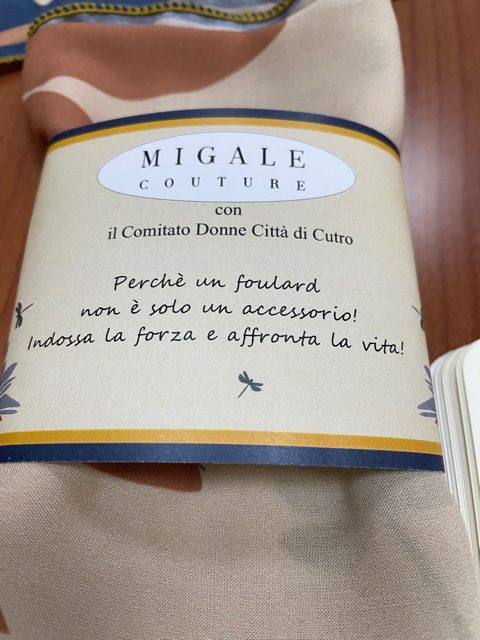 MIGALE
COUTURE
con
il Comitato Donne Città di Cutro
Perchè un foulard
non è solo un accessorio!
Indossa la forza e affronta la vita!